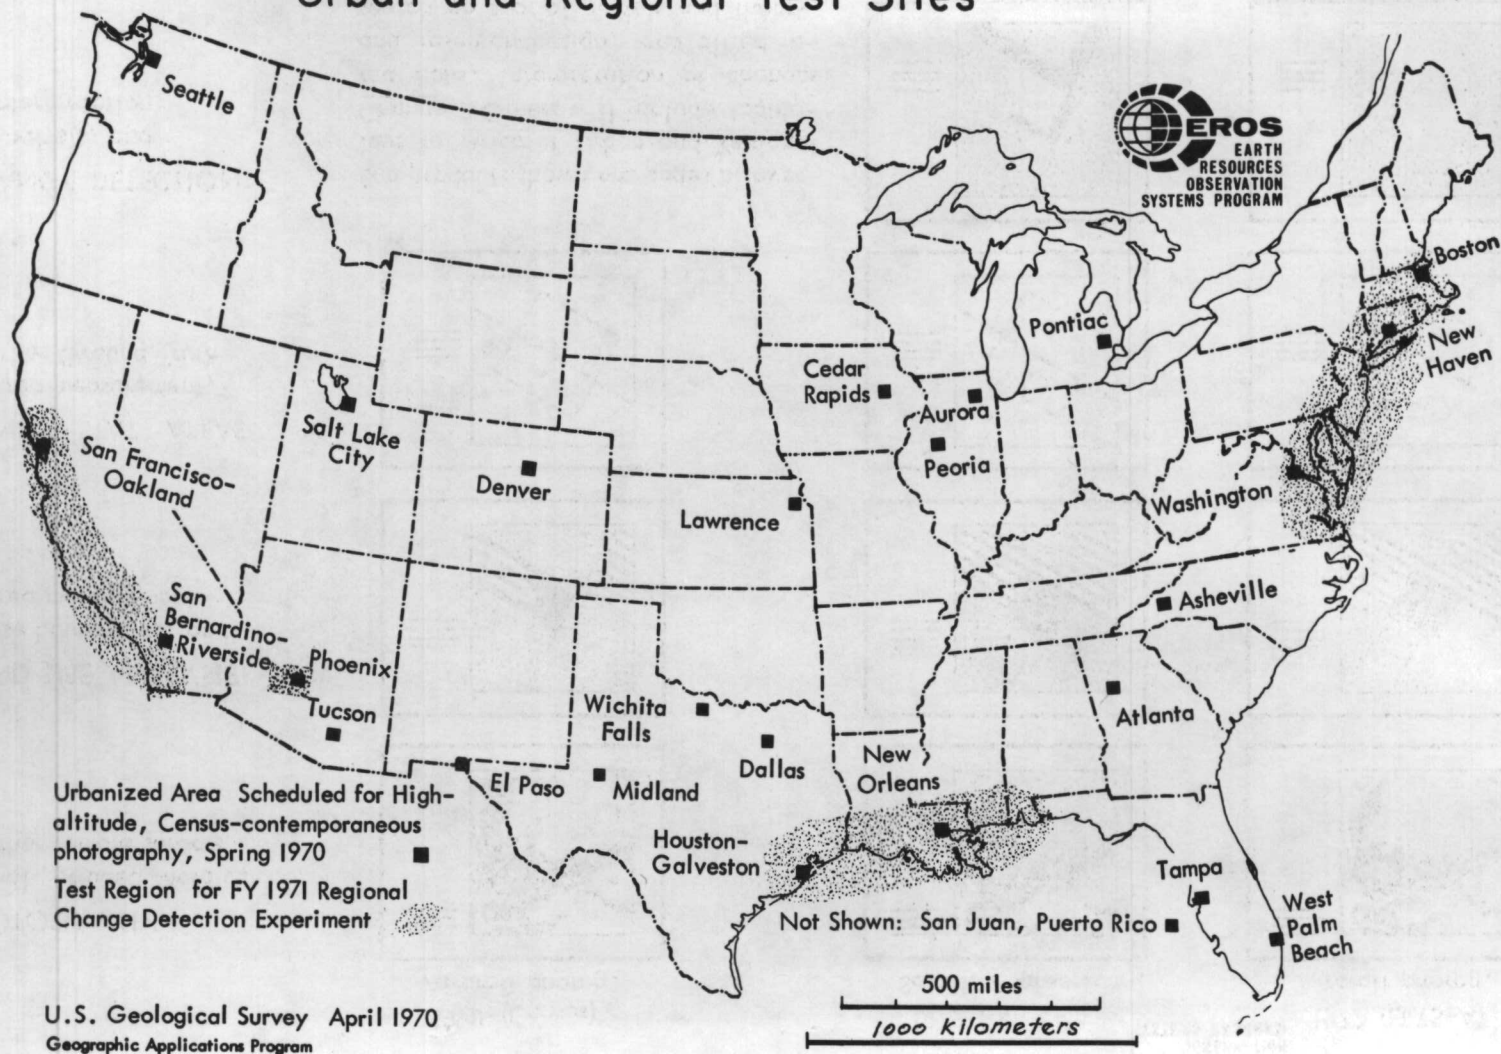 Urban and Regional Test Sites
Seattle
EROS
EARTH
RESOURCES
OBSERVATION
SYSTEMS PROGRAM
Boston
Pontiac
New
Haven
Cedar
Rapids
Aurora
Salt Lake
City
San Francisco-
Oakland
Peoria
Denver
Washington
Lawrence
San
Bernardino-
Riverside
Asheville
Phoenix
Tucson
Wichita
Falls
Atlanta
New
Orleans
Dallas
El Paso
Midland
Urbanized Area Scheduled for High-
altitude, Census-contemporaneous
photography, Spring 1970
Test Region for FY 1971 Regional
Change Detection Experiment
Houston-
Galveston
Tampa
Not Shown: San Juan, Puerto Rico
West
Palm
Beach
500 miles
1000 kilometers
U.S. Geological Survey April 1970
Geographic Applications Program